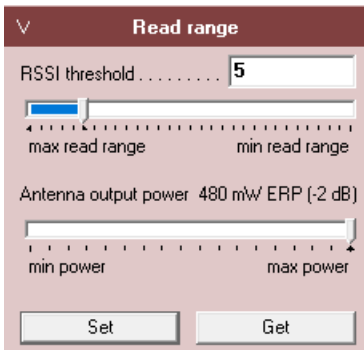 V Read range
RSSI threshold . . . . . . . . . 5
max read range min read range
Antenna output power 480 mW ERP (-2 dB)
min power max power
Set Get